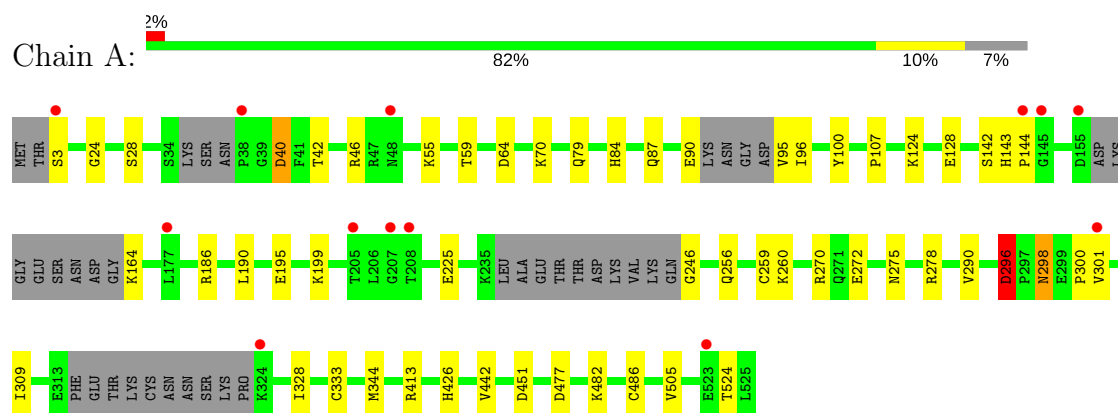 2%
Chain A:
82% 10% 7%
MET THR S3 G24 S28 S34 LYS SER ASN P38 G39 D40 F41 T42 R46 R47 N48 K55 T59 D64 K70 Q79 H84 Q87 E90 LYS ASN GLY ASP V95 I96 Y100 P107 K124 E128 S142 H143 P144 G145 D155 ASP LYS
GLY GLU SER ASN ASP GLY K164 L177 R186 L190 E195 K199 T205 L206 G207 T208 E225 K235 LEU ALA GLU THR THR ASP LYS VAL LYS GLN G246 Q256 C259 K260 R270 Q271 E272 N275 R278 V290 D296 P297 N298 E299 P300 V301
I309 E313 PHE GLU THR LYS CYS ASN ASN SER LYS PRO K324 I328 C333 M344 R413 H426 V442 D451 D477 K482 C486 V505 E523 T524 L525